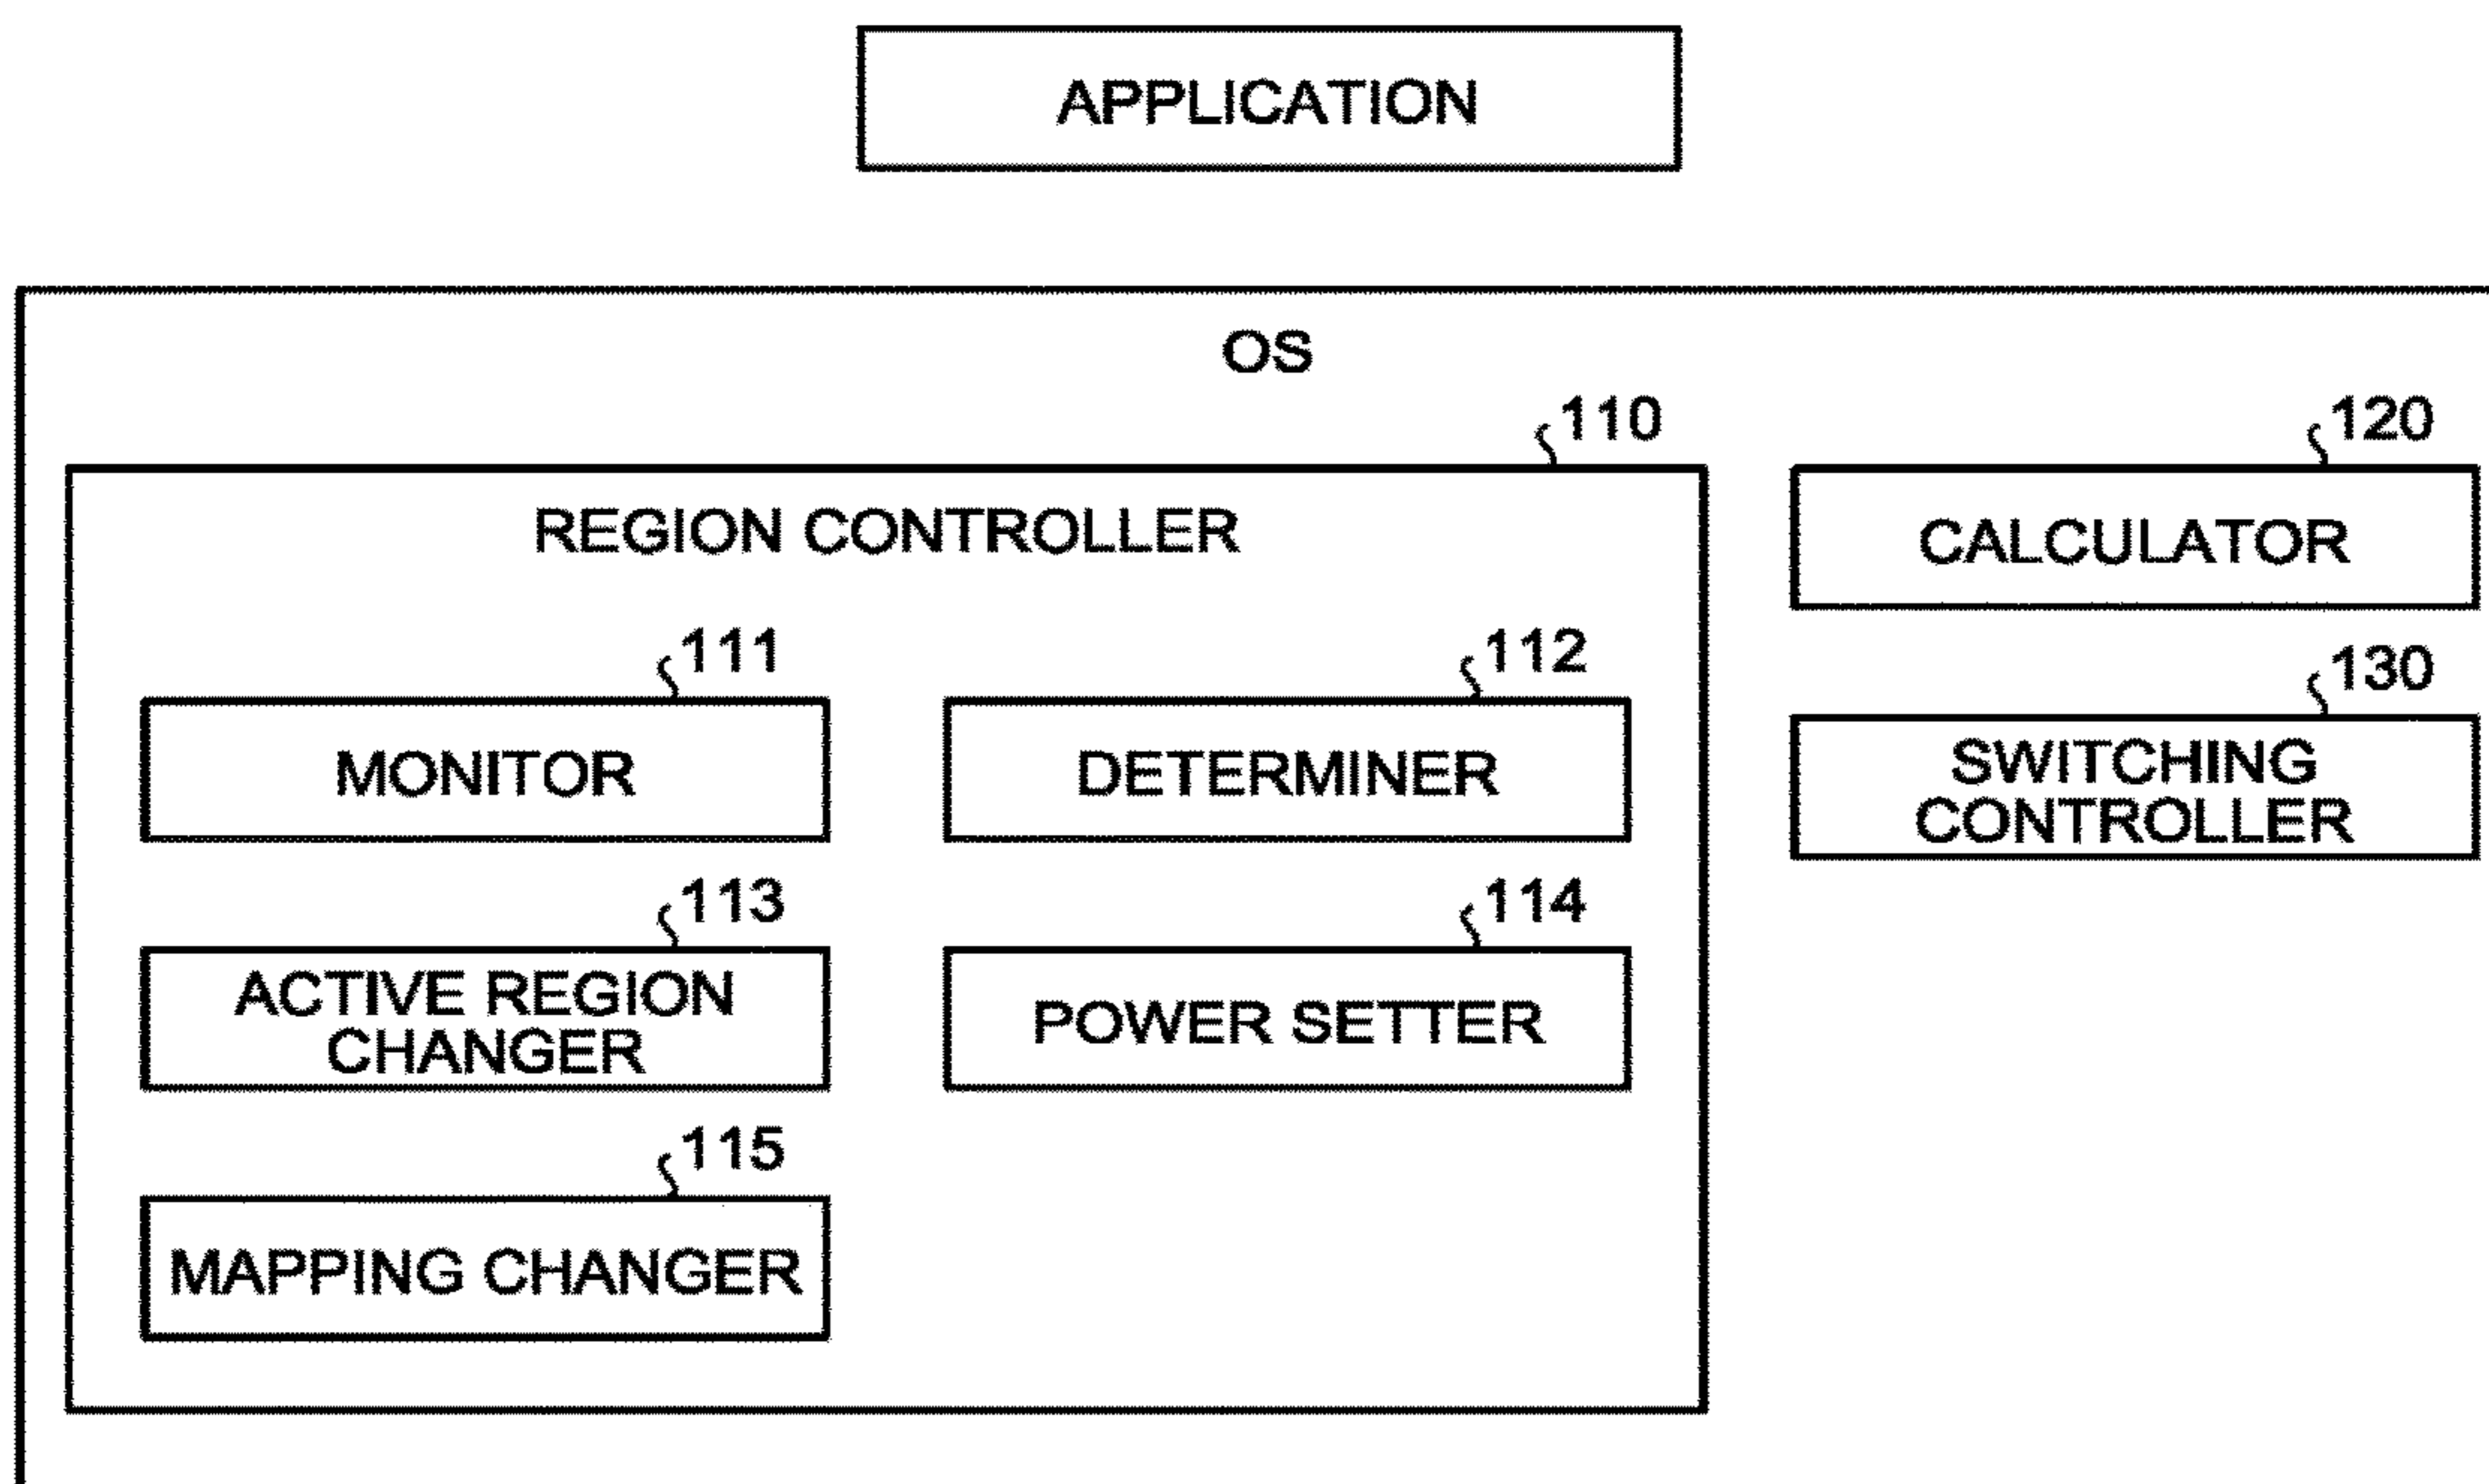 APPLICATION
OS
110
REGION CONTROLLER
111
MONITOR
112
DETERMINER
113
ACTIVE REGION
CHANGER
114
POWER SETTER
115
MAPPING CHANGER
120
CALCULATOR
130
SWITCHING
CONTROLLER